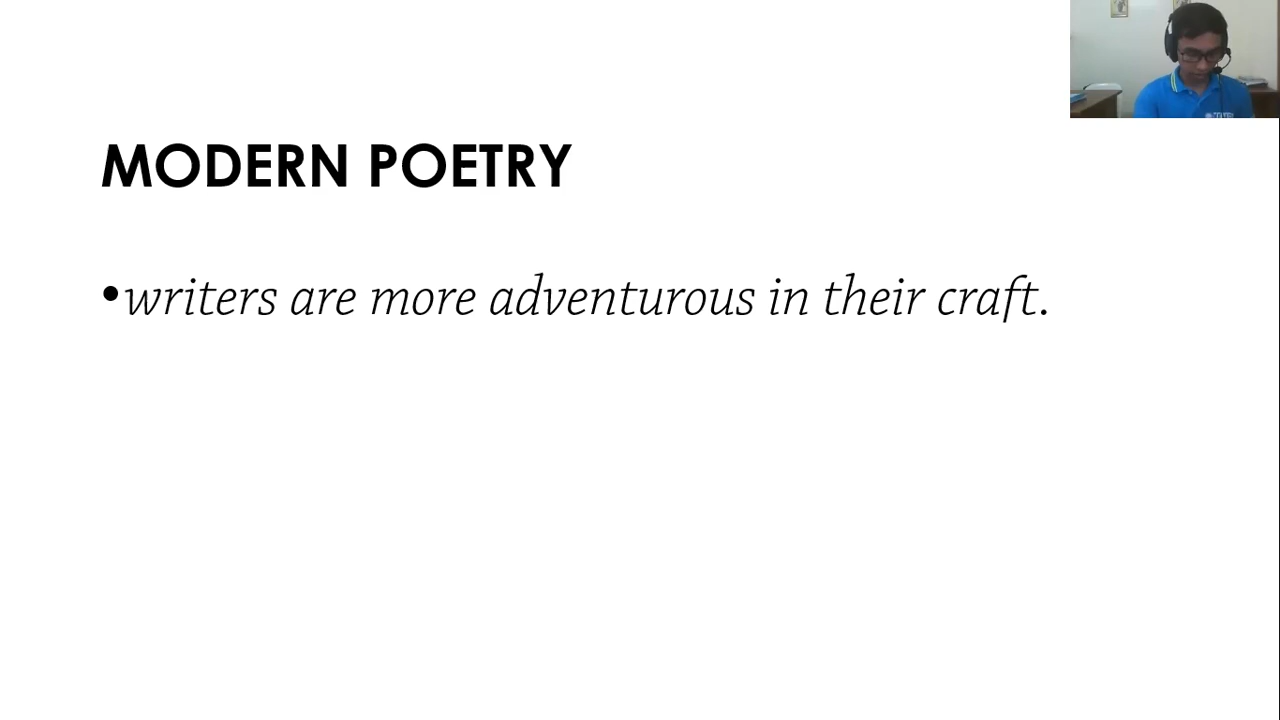 MODERN POETRY
•writers are more adventurous in their craft.